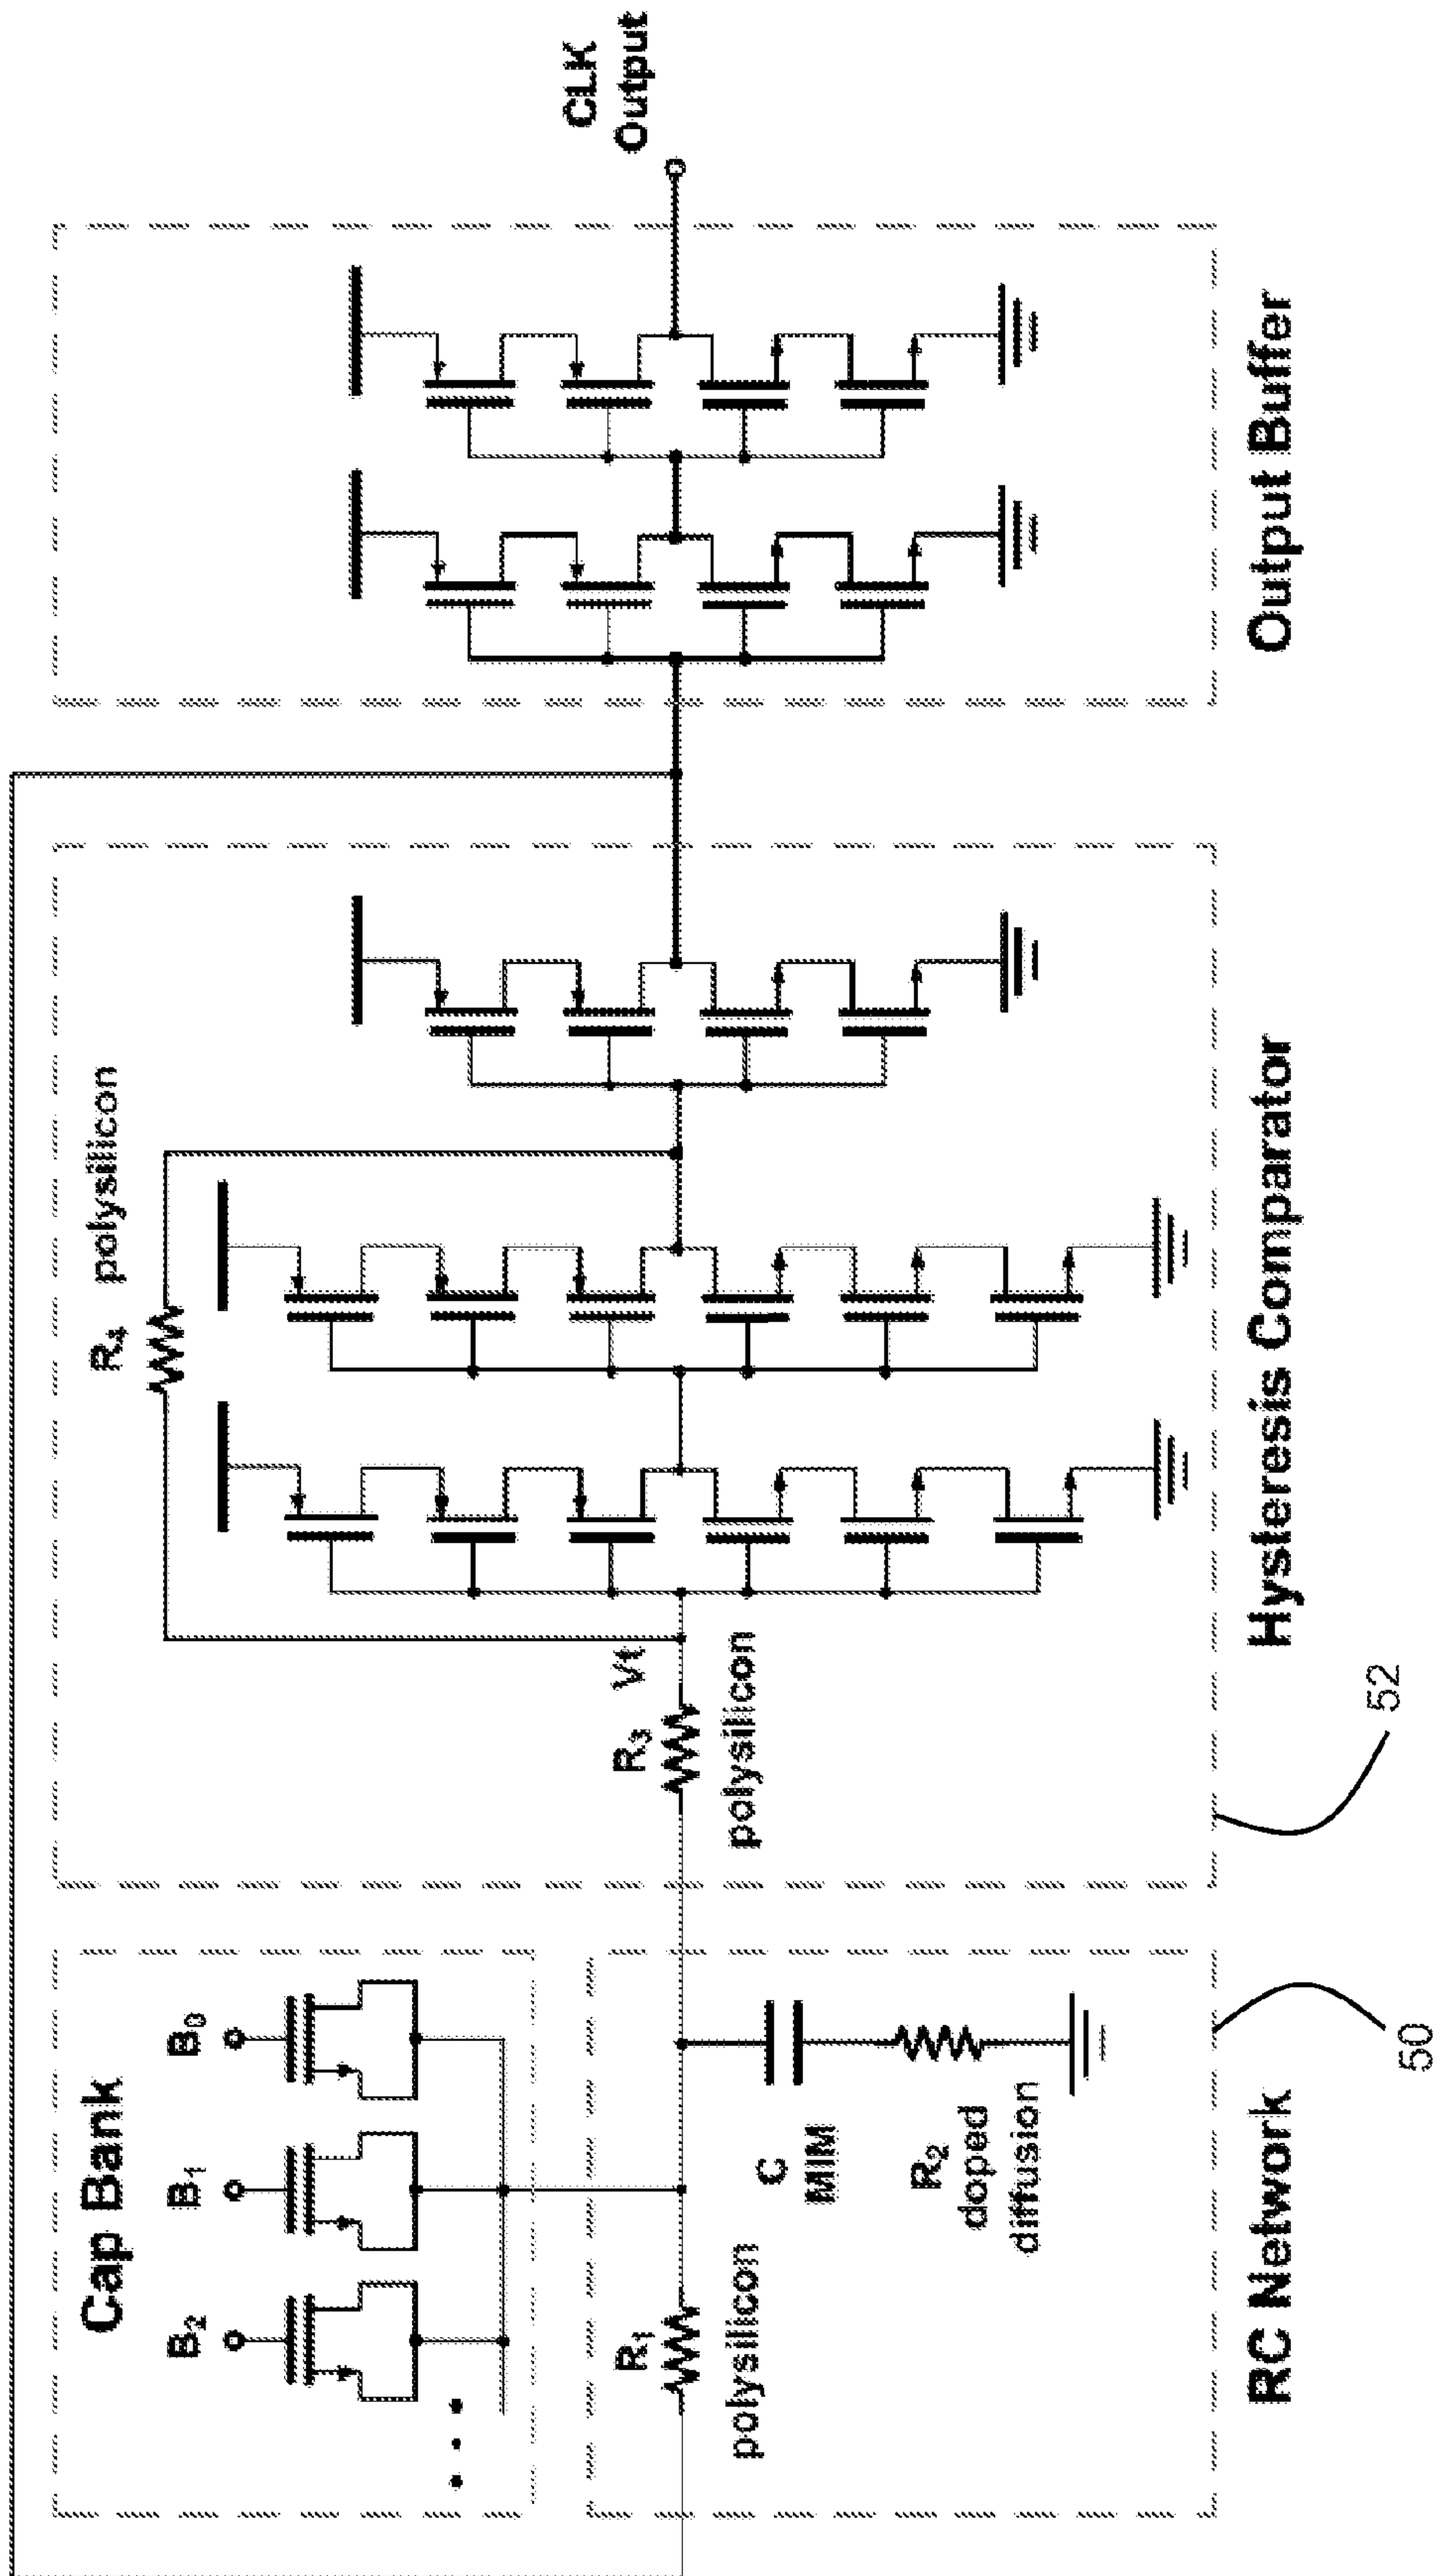 Cap Bank
B2
B1
B0
R4 polysilicon
CLK
Output
R1
polysilicon
C
MIM
R2
doped
diffusion
R3
Vt
polysilicon
RC Network
50
Hysteresis Comparator
52
Output Buffer